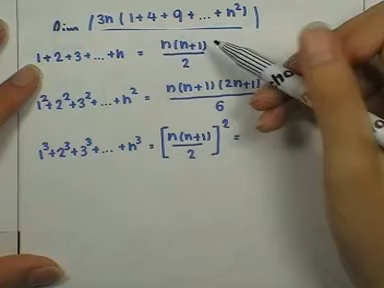 3n (1+4+9+...+n²)
1+2+3+...+n = n(n+1)/2
1²+2²+3²+...+n² = n(n+1)(2n+1)/6
1³+2³+3³+...+n³ = [n(n+1)/2]² =